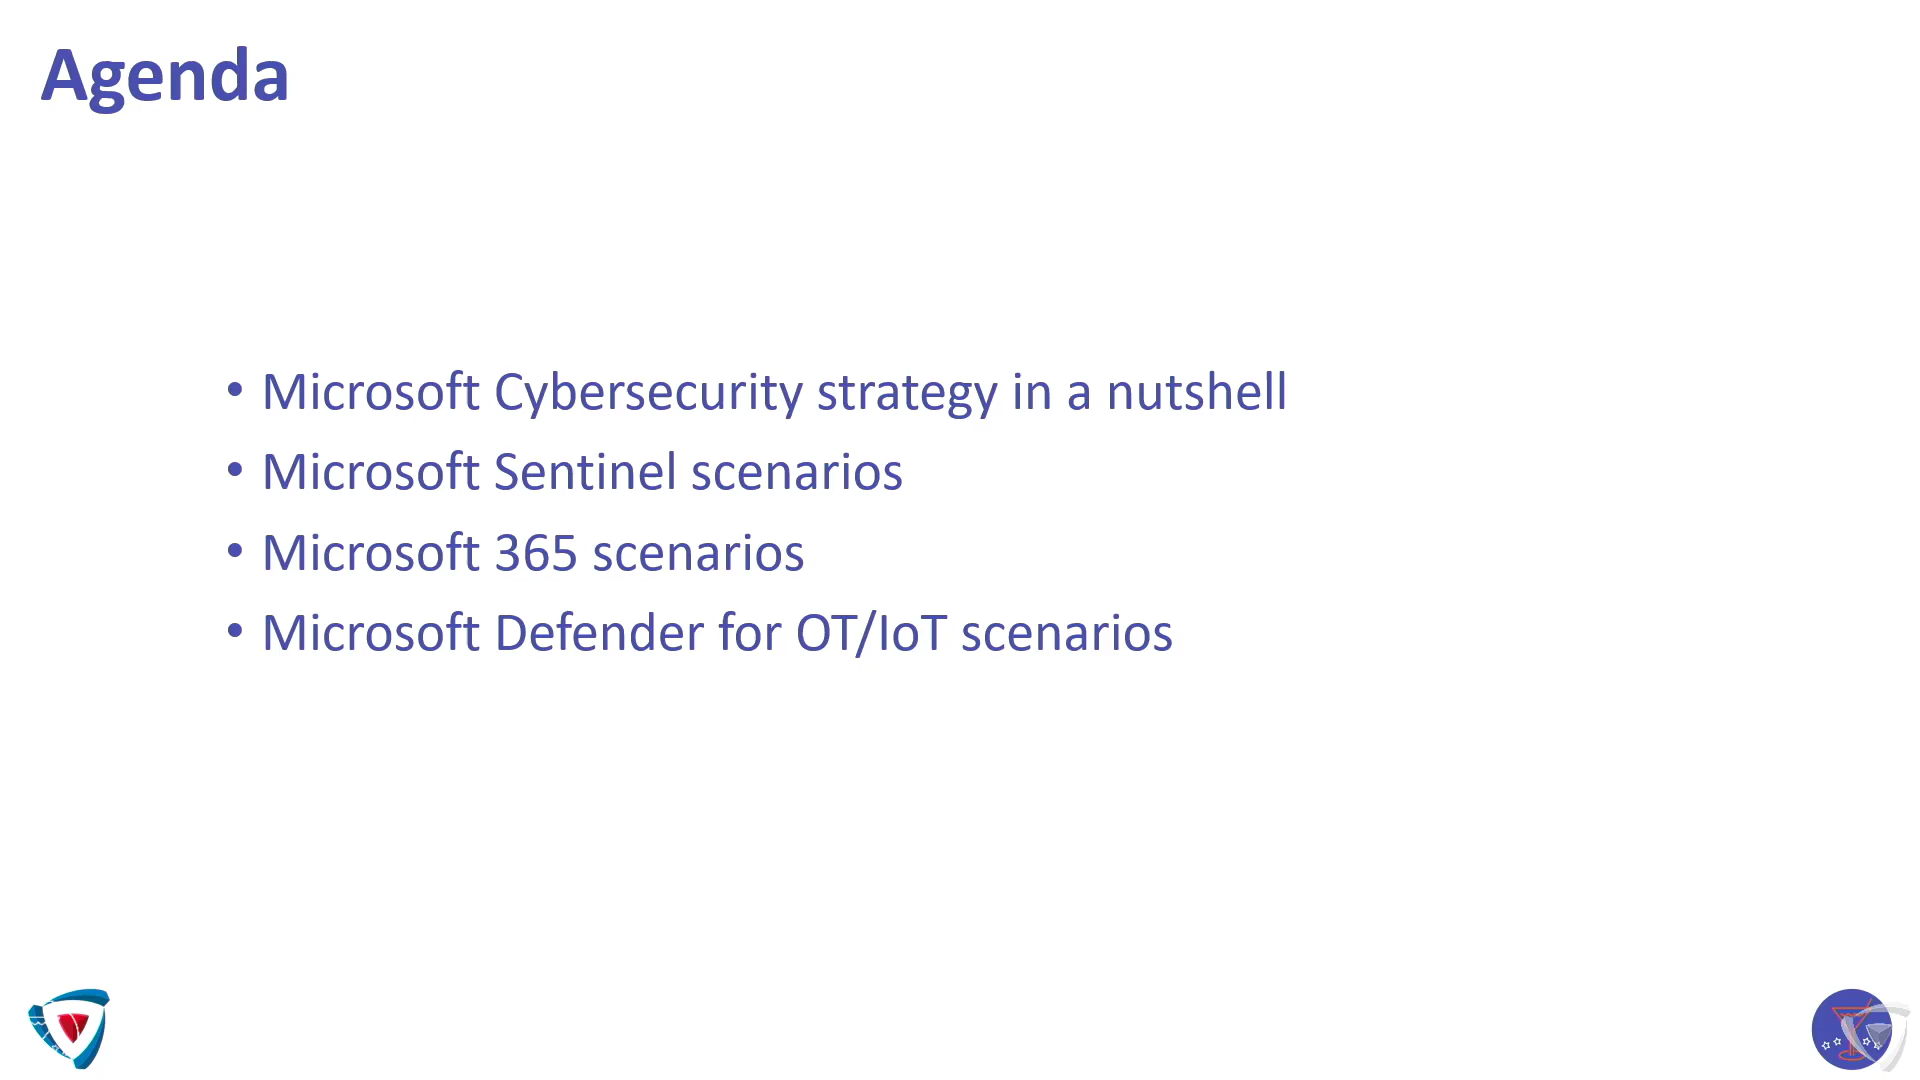 Agenda
• Microsoft Cybersecurity strategy in a nutshell
• Microsoft Sentinel scenarios
• Microsoft 365 scenarios
• Microsoft Defender for OT/IoT scenarios